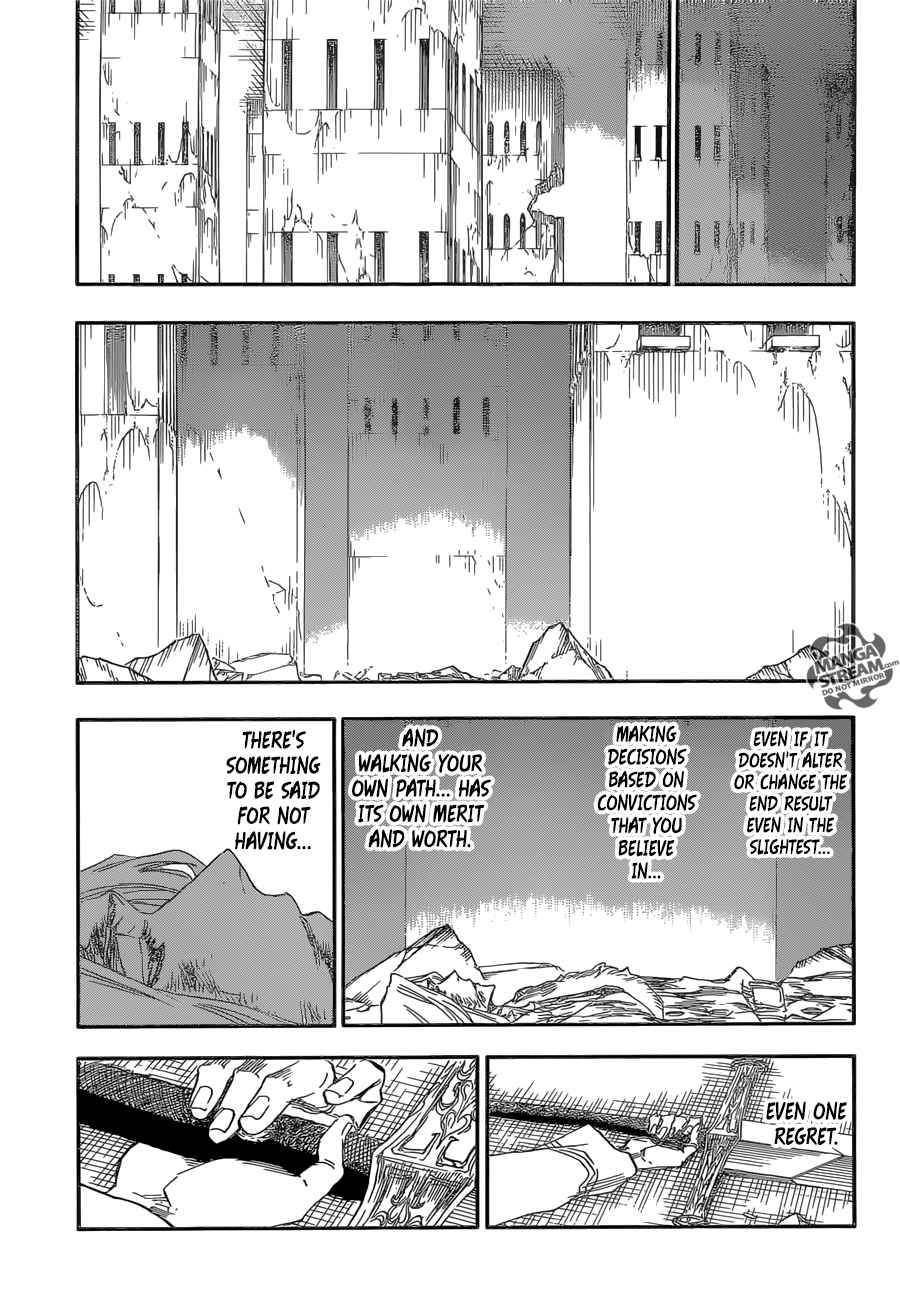 MANGA
STREAM.com
DO NOT MIRROR
EVEN IF IT
DOESN'T ALTER
OR CHANGE THE
END RESULT
EVEN IN THE
SLIGHTEST...
MAKING
DECISIONS
BASED ON
CONVICTIONS
THAT YOU
BELIEVE
IN...
AND
WALKING YOUR
OWN PATH... HAS
ITS OWN MERIT
AND WORTH.
THERE'S
SOMETHING
TO BE SAID
FOR NOT
HAVING...
EVEN ONE
REGRET.